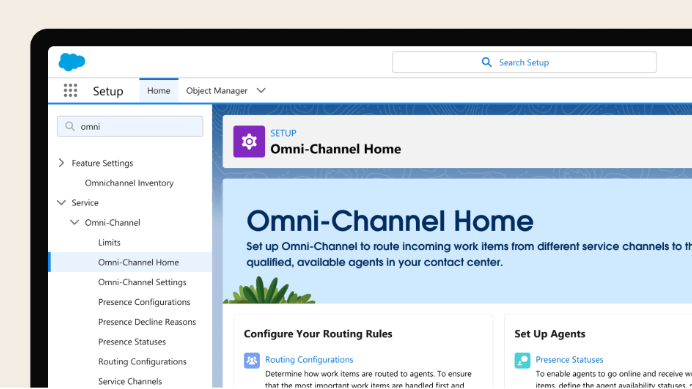 Search Setup
Setup
Home
Object Manager
omni
Feature Settings
Omnichannel Inventory
Service
Omni-Channel
Limits
Omni-Channel Home
Omni-Channel Settings
Presence Configurations
Presence Decline Reasons
Presence Statuses
Routing Configurations
Service Channels
SETUP
Omni-Channel Home
Omni-Channel Home
Set up Omni-Channel to route incoming work items from different service channels to
qualified, available agents in your contact center.
Configure Your Routing Rules
Routing Configurations
Determine how work items are routed to agents. To ensure
that the most important work items are handled first and
Set Up Agents
Presence Statuses
To enable agents to go online and receive
items, define the agent availability statuses,